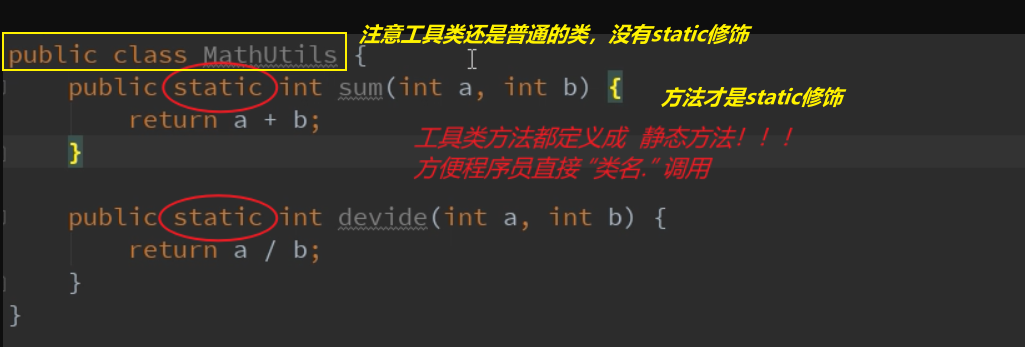 注意工具类还是普通的类，没有static修饰
public class MathUtils {
public static int sum(int a, int b) {
方法才是static修饰
return a + b;
工具类方法都定义成 静态方法！！！
}
方便程序员直接 “类名.” 调用
public static int devide(int a, int b) {
return a / b;
}
}